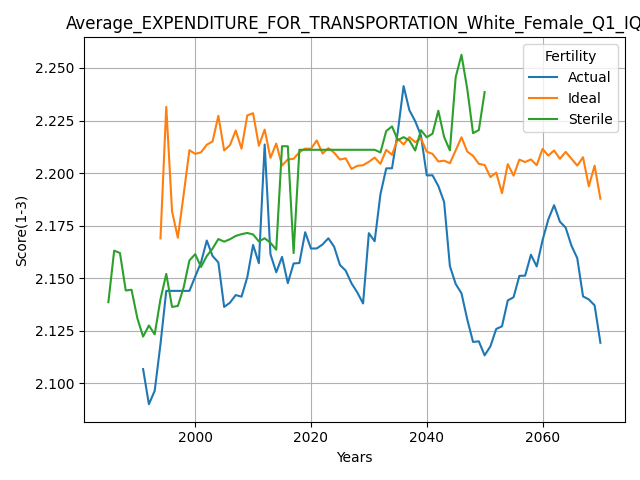 Average_EXPENDITURE_FOR_TRANSPORTATION_White_Female_Q1_IQ
Fertility
Actual
Ideal
Sterile
Score(1-3)
2.250
2.225
2.200
2.175
2.150
2.125
2.100
2000 2020 2040 2060
Years